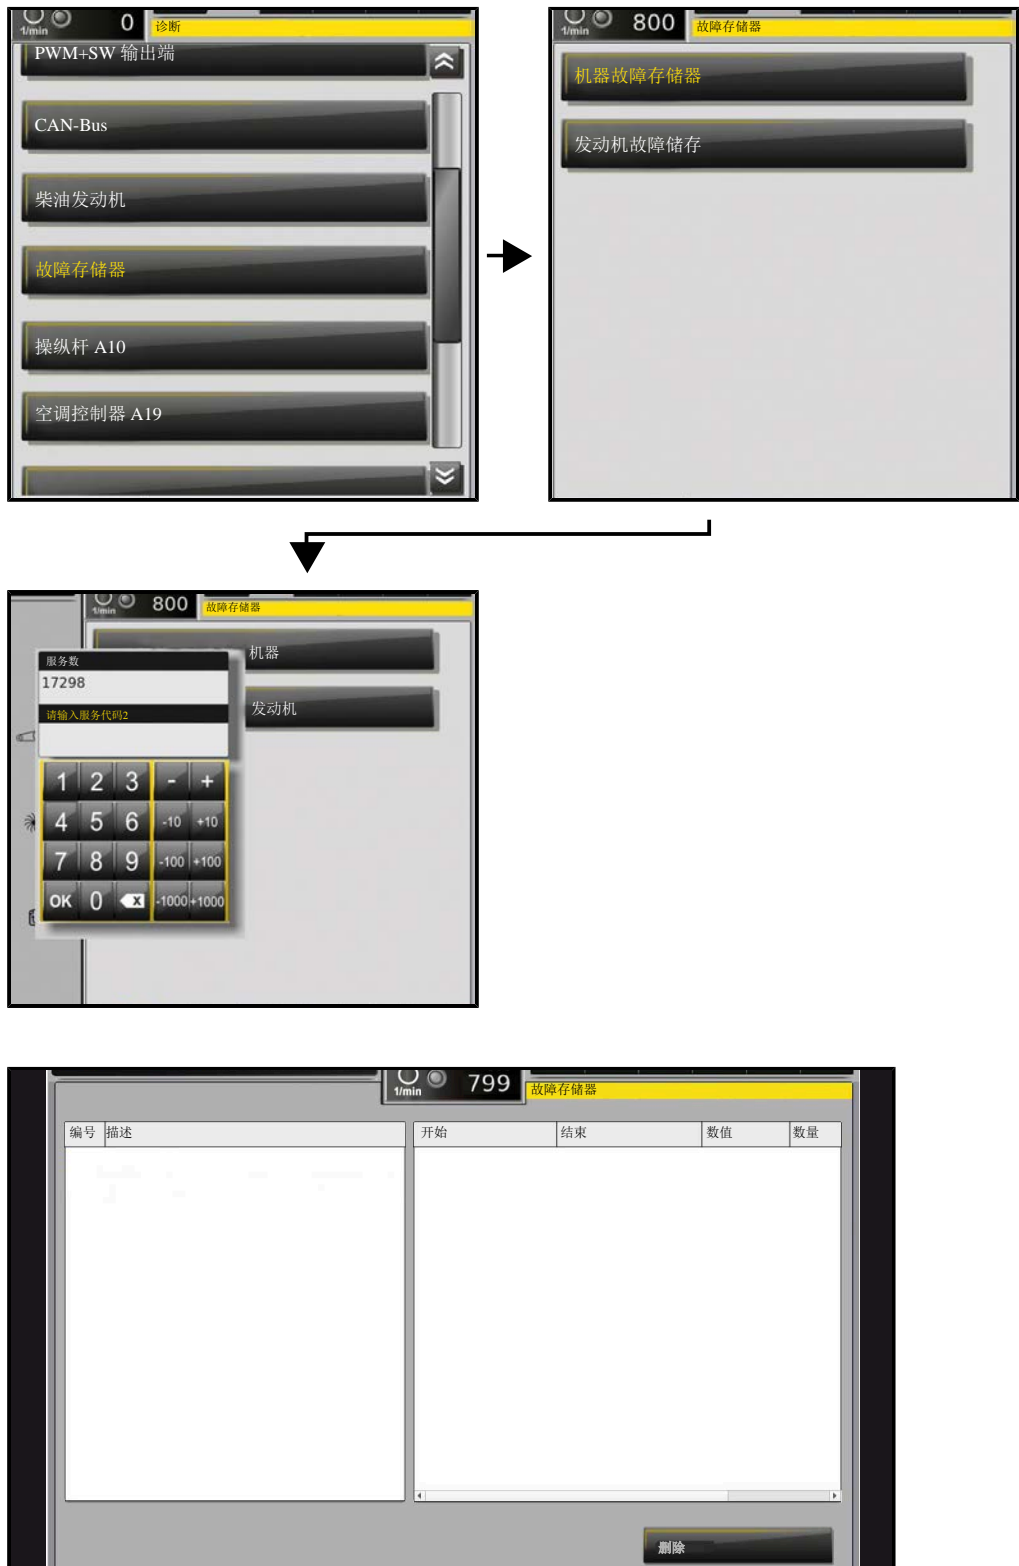 1/min 0 诊断
PWM+SW 输出端
CAN-Bus
柴油发动机
故障存储器
操纵杆 A10
空调控制器 A19
1/min 800 故障存储器
机器故障存储器
发动机故障储存
1/min 800 故障存储器
机器
发动机
服务数
17298
请输入服务代码2
1 2 3 - +
4 5 6 -10 +10
7 8 9 -100 +100
OK 0 x -1000 +1000
1/min 799 故障存储器
编号 描述 开始 结束 数值 数量
删除